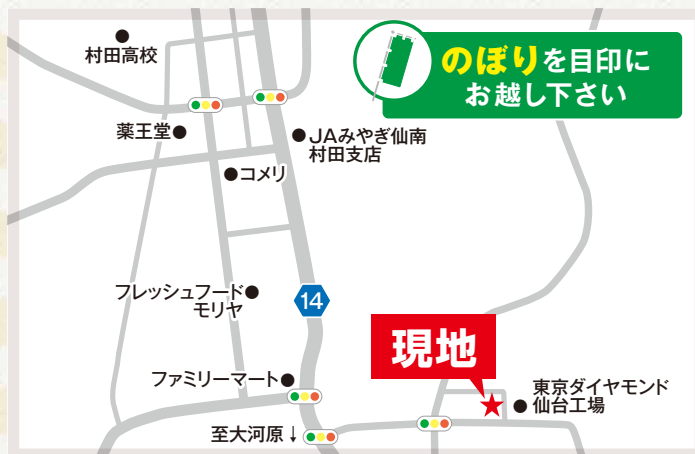 のぼりを目印に
お越し下さい
村田高校
薬王堂
JAみやぎ仙南
村田支店
コメリ
フレッシュフード
モリヤ
14
現地
ファミリーマート
東京ダイヤモンド
仙台工場
至大河原↓